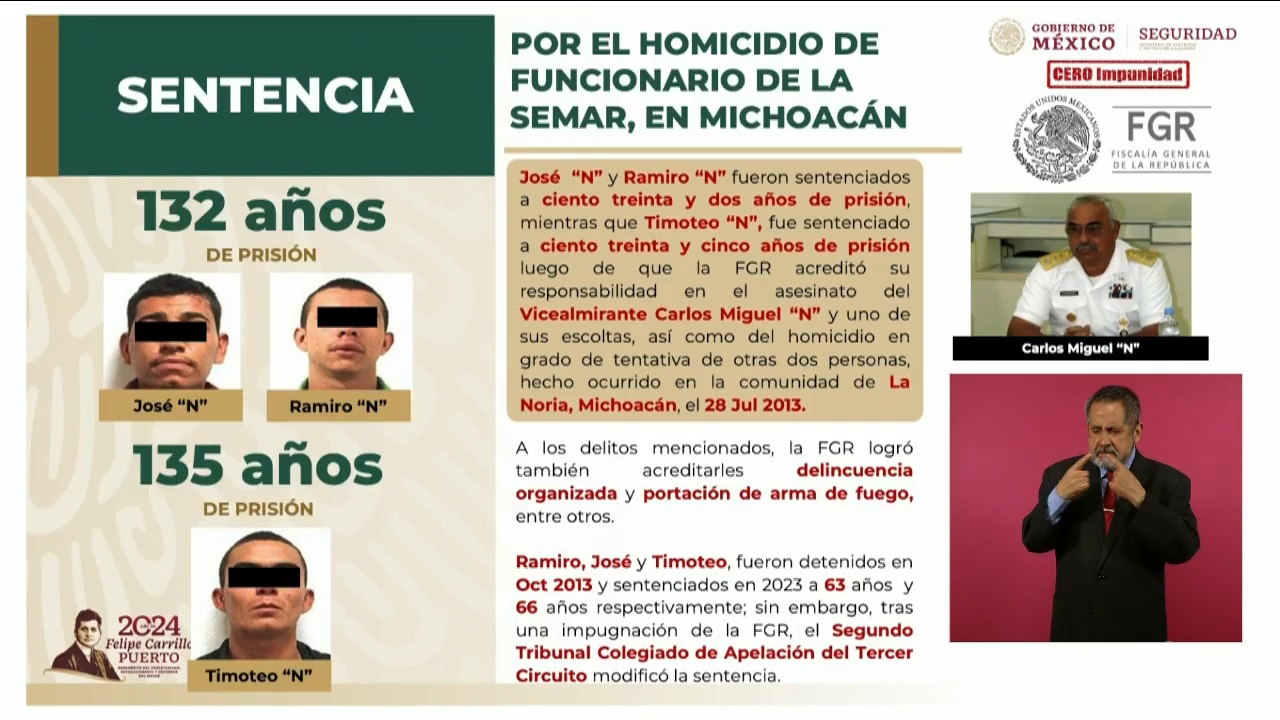 SENTENCIA
132 años
DE PRISIÓN
José “N”
Ramiro “N”
135 años
DE PRISIÓN
Timoteo “N”
2024
Felipe Carrillo
PUERTO
POR EL HOMICIDIO DE
FUNCIONARIO DE LA
SEMAR, EN MICHOACÁN
José “N” y Ramiro “N” fueron sentenciados
a ciento treinta y dos años de prisión,
mientras que Timoteo “N”, fue sentenciado
a ciento treinta y cinco años de prisión
luego de que la FGR acreditó su
responsabilidad en el asesinato del
Vicealmirante Carlos Miguel “N” y uno de
sus escoltas, así como del homicidio en
grado de tentativa de otras dos personas,
hecho ocurrido en la comunidad de La
Noria, Michoacán, el 28 Jul 2013.
A los delitos mencionados, la FGR logró
también acreditarles delincuencia
organizada y portación de arma de fuego,
entre otros.
Ramiro, José y Timoteo, fueron detenidos en
Oct 2013 y sentenciados en 2023 a 63 años y
66 años respectivamente; sin embargo, tras
una impugnación de la FGR, el Segundo
Tribunal Colegiado de Apelación del Tercer
Circuito modificó la sentencia.
GOBIERNO DE
MÉXICO
SEGURIDAD
CERO Impunidad
ESTADOS UNIDOS MEXICANOS
FGR
FISCALÍA GENERAL
DE LA REPÚBLICA
Carlos Miguel “N”